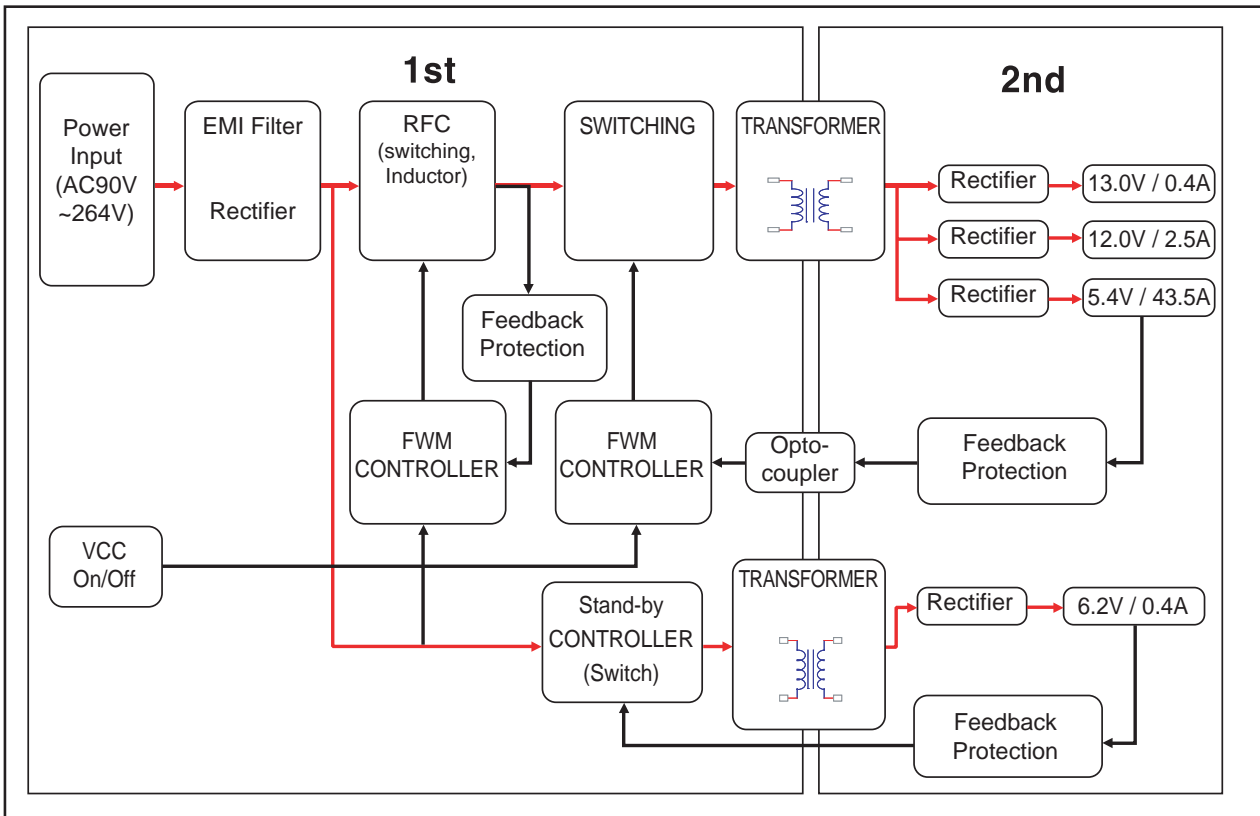 1st
2nd
Power
Input
(AC90V
~264V)
EMI Filter
Rectifier
RFC
(switching,
Inductor)
SWITCHING
TRANSFORMER
Rectifier
13.0V / 0.4A
Rectifier
12.0V / 2.5A
Rectifier
5.4V / 43.5A
Feedback
Protection
FWM
CONTROLLER
FWM
CONTROLLER
Opto-
coupler
Feedback
Protection
VCC
On/Off
Stand-by
CONTROLLER
(Switch)
TRANSFORMER
Rectifier
6.2V / 0.4A
Feedback
Protection